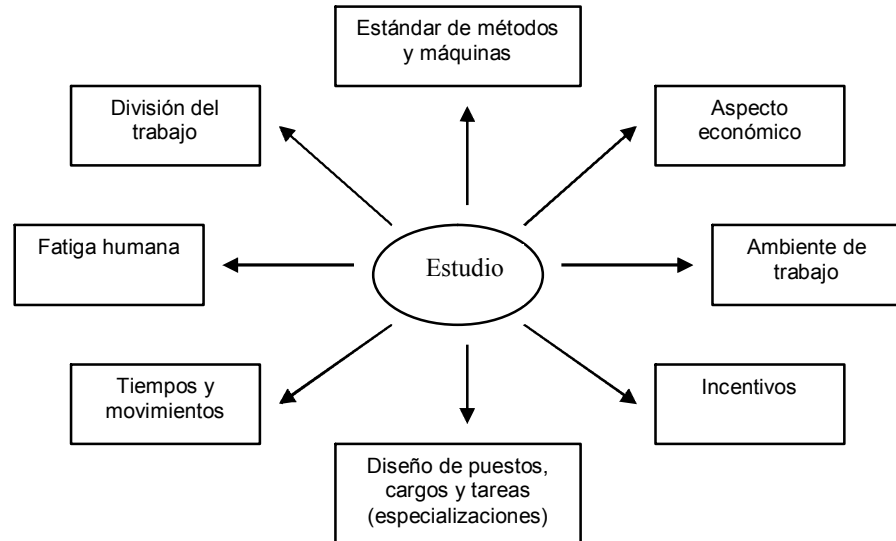 Estándar de métodos
y máquinas
División del
trabajo
Aspecto
económico
Fatiga humana
Estudio
Ambiente de
trabajo
Tiempos y
movimientos
Incentivos
Diseño de puestos,
cargos y tareas
(especializaciones)